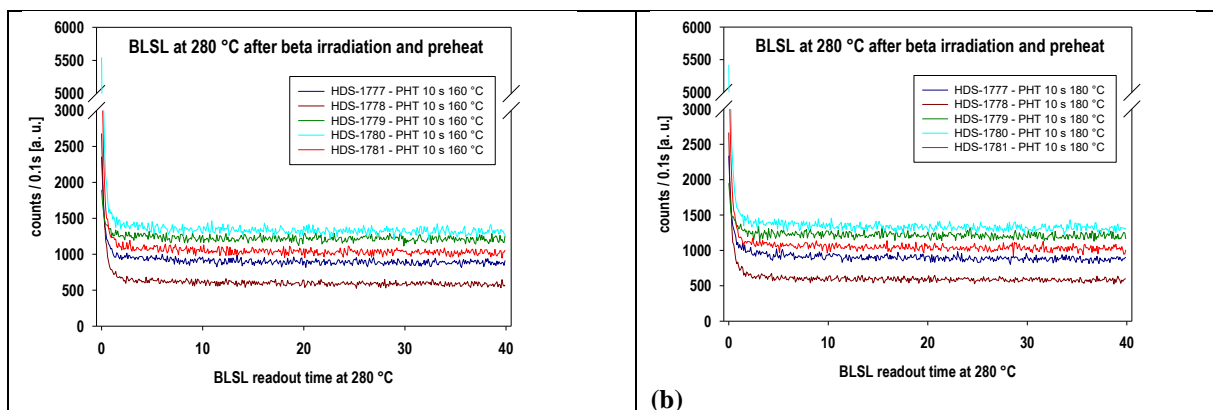 BLSL at 280 °C after beta irradiation and preheat
6000
5500
5000
3000
2500
2000
1500
1000
500
0
counts / 0.1s [a. u.]
HDS-1777 - PHT 10 s 160 °C
HDS-1778 - PHT 10 s 160 °C
HDS-1779 - PHT 10 s 160 °C
HDS-1780 - PHT 10 s 160 °C
HDS-1781 - PHT 10 s 160 °C
0 10 20 30 40
BLSL readout time at 280 °C
BLSL at 280 °C after beta irradiation and preheat
6000
5500
5000
3000
2500
2000
1500
1000
500
0
counts / 0.1s [a. u.]
HDS-1777 - PHT 10 s 180 °C
HDS-1778 - PHT 10 s 180 °C
HDS-1779 - PHT 10 s 180 °C
HDS-1780 - PHT 10 s 180 °C
HDS-1781 - PHT 10 s 180 °C
0 10 20 30 40
BLSL readout time at 280 °C
(b)